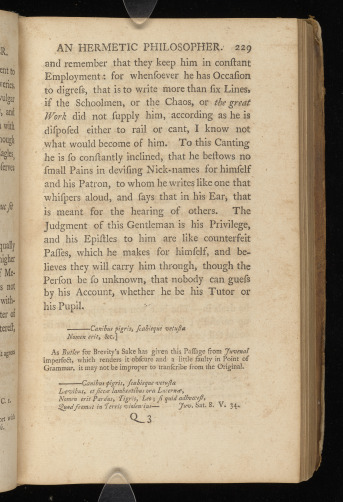 AN HERMETIC PHILOSOPHER. 229
and remember that they keep him in conſtant
Employment: for whenſoever he has Occaſion
to digreſs, that is to write more than ſix Lines,
if the Schoolmen, or the Chaos, or the great
Work did not ſupply him, according as he is
diſpoſed either to rail or cant, I know not
what would become of him. To this Canting
he is ſo conſtantly inclined, that he beſtows no
ſmall Pains in deviſing Nick-names for himſelf
and his Patron, to whom he writes like one that
whiſpers aloud, and ſays that in his Ear, that
is meant for the hearing of others. The
Judgment of this Gentleman is his Privilege,
and his Epiſtles to him are like counterfeit
Paſſes, which he makes for himſelf, and be-
lieves they will carry him through, though the
Perſon be ſo unknown, that nobody can gueſs
by his Account, whether he be his Tutor or
his Pupil.
——Canibus pigris, ſcabieque vetuſta
Nomen erit, &c.]
As Butler for Brevity's Sake has given this Paſſage from Juvenal
imperfect, which renders it obſcure and a little faulty in Point of
Grammar, it may not be improper to tranſcribe from the Original.
——Canibus pigris, ſcabieque vetuſta
Lævibus, et ſiccæ lambentibus ora Lucernæ,
Nomen erit Pardus, Tigris, Leo; ſi quid adhuc eſt,
Quod fremat in Terris violentius— Juv. Sat. 8. V. 34.
Q 3